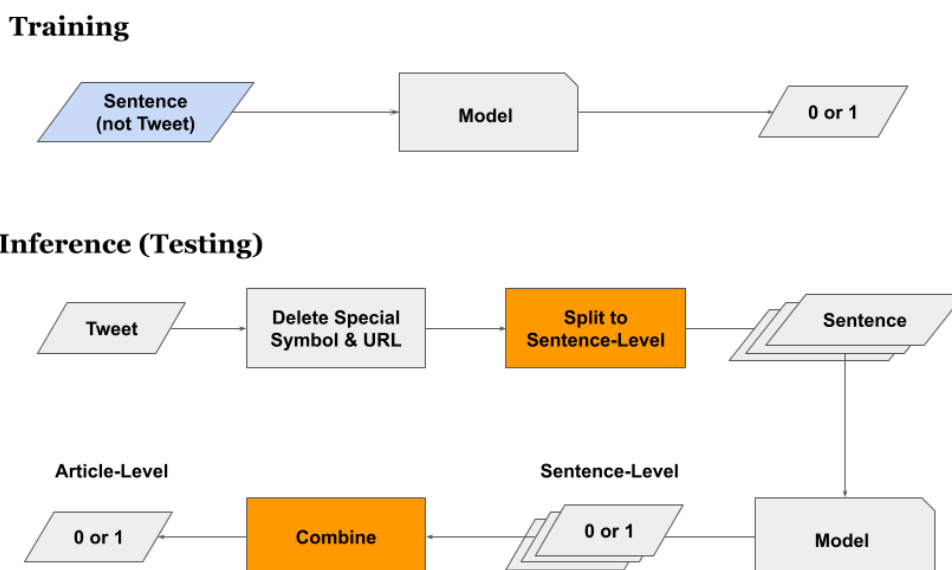 Training
Sentence
(not Tweet)
Model
0 or 1
Inference (Testing)
Tweet
Delete Special
Symbol & URL
Split to
Sentence-Level
Sentence
Article-Level
Sentence-Level
0 or 1
Combine
0 or 1
Model